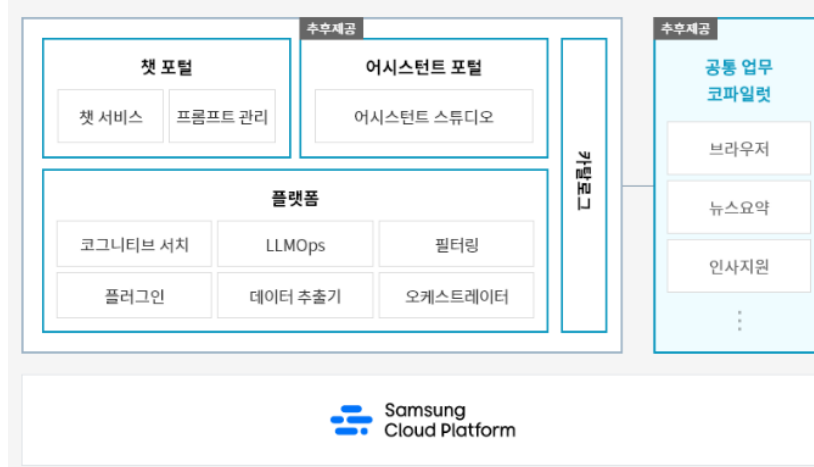 추후제공
챗 포털
챗 서비스
프롬프트 관리
어시스턴트 포털
어시스턴트 스튜디오
플랫폼
코그니티브 서치
LLMOps
필터링
플러그인
데이터 추출기
오케스트레이터
카탈로그
추후제공
공통 업무
코파일럿
브라우저
뉴스요약
인사지원
Samsung
Cloud Platform